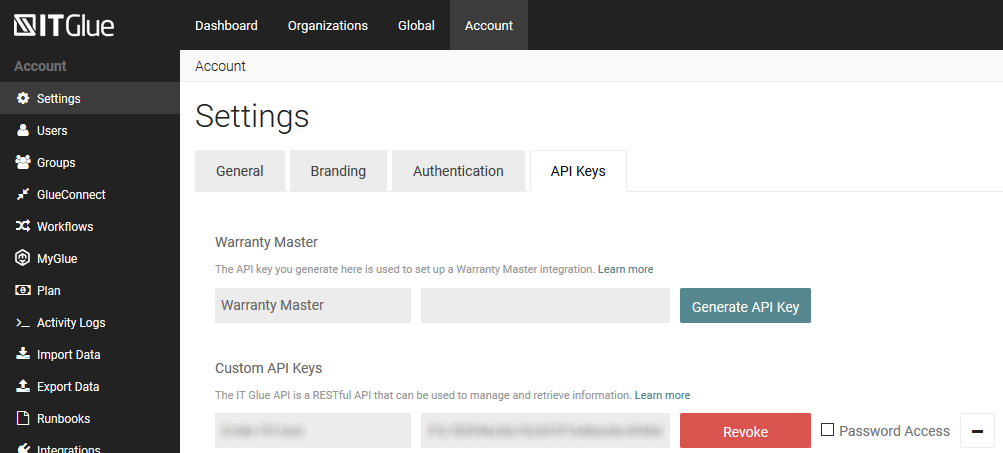 ITGlue
Dashboard
Organizations
Global
Account
Account
Settings
Users
Groups
GlueConnect
Workflows
MyGlue
Plan
Activity Logs
Import Data
Export Data
Runbooks
Integrations
Account
Settings
General
Branding
Authentication
API Keys
Warranty Master
The API key you generate here is used to set up a Warranty Master integration. Learn more
Warranty Master
Generate API Key
Custom API Keys
The IT Glue API is a RESTful API that can be used to manage and retrieve information. Learn more
Revoke
Password Access